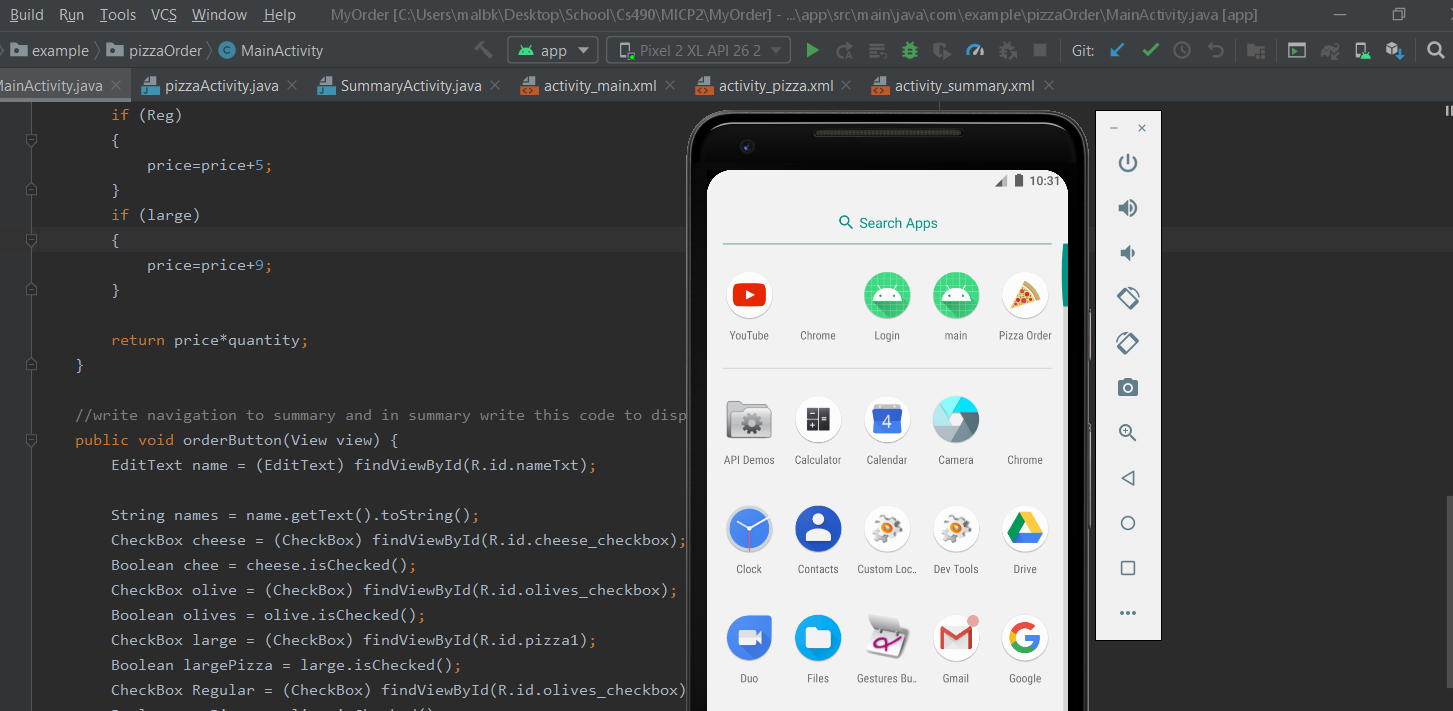 Build Run Tools VCS Window Help MyOrder [C:\Users\malbk\Desktop\School\Cs490\MICP2\MyOrder] - ...\app\src\main\java\com\example\pizzaOrder\MainActivity.java [app]
example pizzaOrder C MainActivity app Pixel 2 XL API 26 2 Git:
MainActivity.java pizzaActivity.java SummaryActivity.java activity_main.xml activity_pizza.xml activity_summary.xml
if (Reg)
{
price=price+5;
}
if (large)
{
price=price+9;
}
return price*quantity;
}
//write navigation to summary and in summary write this code to disp
public void orderButton(View view) {
EditText name = (EditText) findViewById(R.id.nameTxt);
String names = name.getText().toString();
CheckBox cheese = (CheckBox) findViewById(R.id.cheese_checkbox);
Boolean chee = cheese.isChecked();
CheckBox olive = (CheckBox) findViewById(R.id.olives_checkbox);
Boolean olives = olive.isChecked();
CheckBox large = (CheckBox) findViewById(R.id.pizza1);
Boolean largePizza = large.isChecked();
CheckBox Regular = (CheckBox) findViewById(R.id.olives_checkbox)
10:31
Search Apps
YouTube Chrome Login main Pizza Order
4
API Demos Calculator Calendar Camera Chrome
Clock Contacts Custom Loc.. Dev Tools Drive
Duo Files Gestures Bu.. Gmail Google